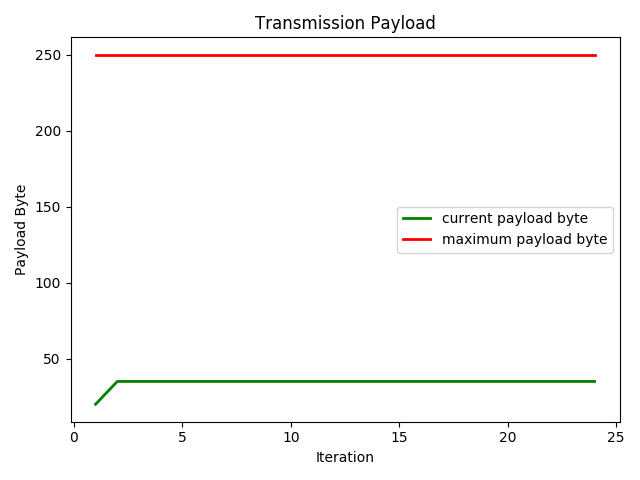 Transmission Payload
250
200
150
100
50
Payload Byte
current payload byte
maximum payload byte
0 5 10 15 20 25
Iteration